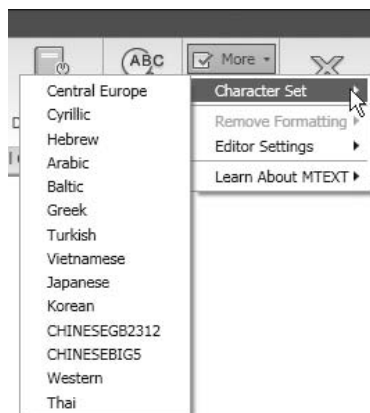 ABC
More
Central Europe
Cyrillic
Hebrew
Arabic
Baltic
Greek
Turkish
Vietnamese
Japanese
Korean
CHINESEGB2312
CHINESEBIG5
Western
Thai
Character Set
Remove Formatting
Editor Settings
Learn About MTEXT